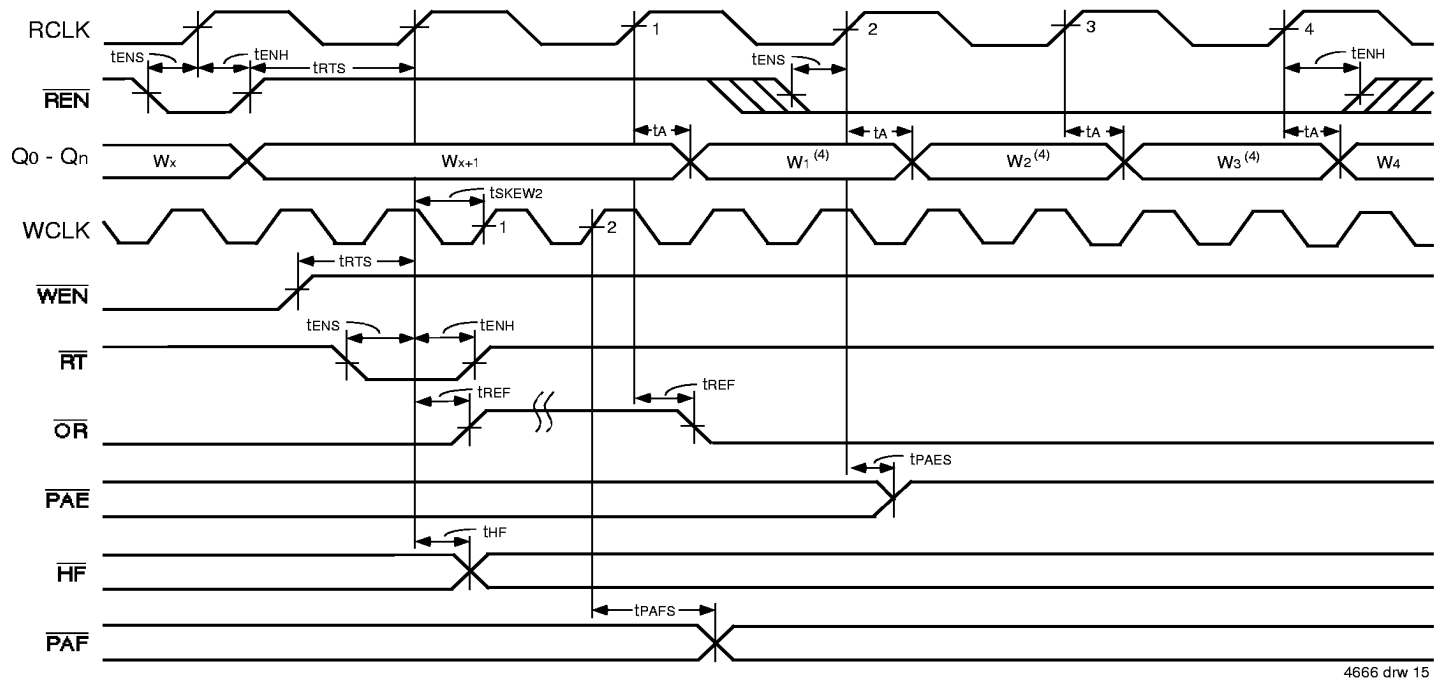 RCLK 1 2 3 4
tENS tENH tRTS tENS tENH
REN
tA tA tA tA
Q0 - Qn Wx Wx+1 W1(4) W2(4) W3(4) W4
tSKEW2
WCLK 1 2
tRTS
WEN
tENS tENH
RT
tREF tREF
OR
tPAES
PAE
tHF
HF
tPAFS
PAF
4666 drw 15